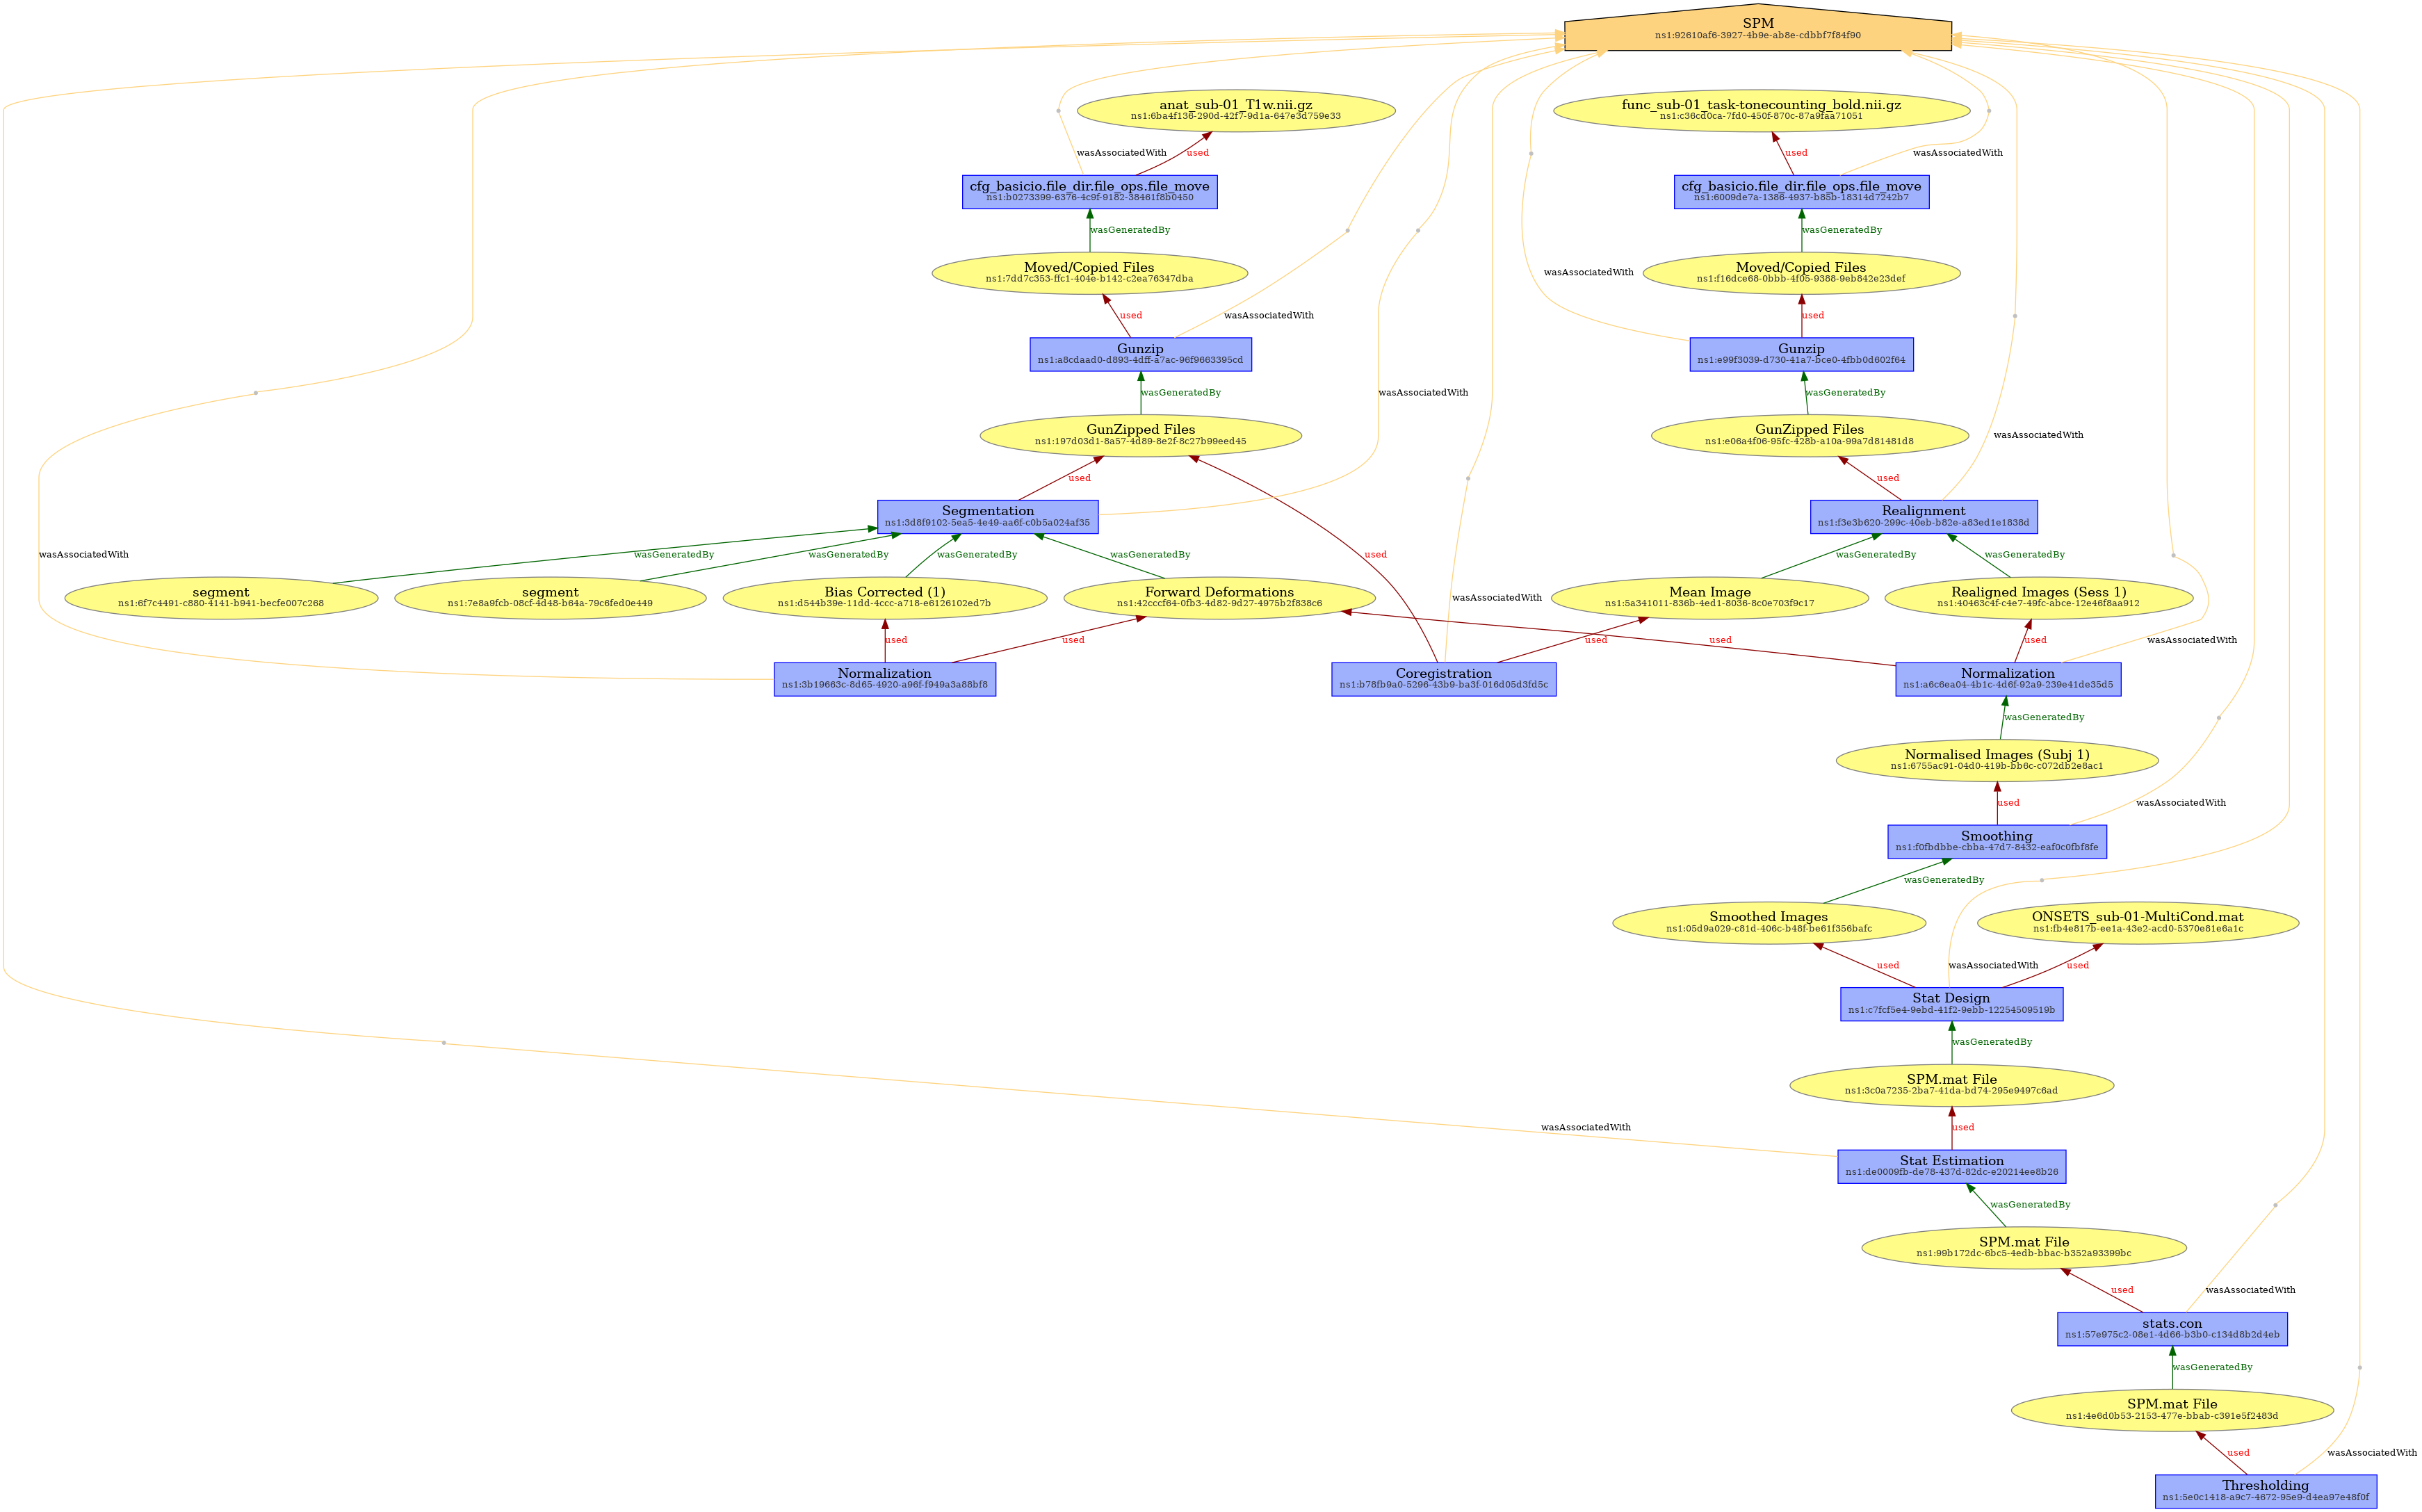 SPM
ns1:92610af6-3927-4b9e-ab8e-cdbbf7f84f90
anat_sub-01_T1w.nii.gz
ns1:6ba4f136-290d-42f7-9d1a-647e3d759e33
func_sub-01_task-tonecounting_bold.nii.gz
ns1:c36cd0ca-7fd0-450f-870c-87a9faa71051
wasAssociatedWith
used
used
wasAssociatedWith
cfg_basicio.file_dir.file_ops.file_move
ns1:b0273399-6376-4c9f-9182-38461f8b0450
cfg_basicio.file_dir.file_ops.file_move
ns1:6009de7a-1386-4937-b85b-18314d7242b7
wasGeneratedBy
wasGeneratedBy
Moved/Copied Files
ns1:7dd7c353-ffc1-404e-b142-c2ea76347dba
wasAssociatedWith
Moved/Copied Files
ns1:f16dce68-0bbb-4f05-9388-9eb842e23def
used
wasAssociatedWith
used
Gunzip
ns1:a8cdaad0-d893-4dff-a7ac-96f9663395cd
Gunzip
ns1:e99f3039-d730-41a7-bce0-4fbb0d602f64
wasGeneratedBy
wasAssociatedWith
wasGeneratedBy
GunZipped Files
ns1:197d03d1-8a57-4d89-8e2f-8c27b99eed45
GunZipped Files
ns1:e06a4f06-95fc-428b-a10a-99a7d81481d8
wasAssociatedWith
used
used
Segmentation
ns1:3d8f9102-5ea5-4e49-aa6f-c0b5a024af35
Realignment
ns1:f3e3b620-299c-40eb-b82e-a83ed1e1838d
wasAssociatedWith
wasGeneratedBy
wasGeneratedBy
wasGeneratedBy
wasGeneratedBy
used
wasGeneratedBy
wasGeneratedBy
segment
ns1:6f7c4491-c880-4141-b941-becfe007c268
segment
ns1:7e8a9fcb-08cf-4d48-b64a-79c6fed0e449
Bias Corrected (1)
ns1:d544b39e-11dd-4ccc-a718-e6126102ed7b
Forward Deformations
ns1:42cccf64-0fb3-4d82-9d27-4975b2f838c6
wasAssociatedWith
Mean Image
ns1:5a341011-836b-4ed1-8036-8c0e703f9c17
Realigned Images (Sess 1)
ns1:40463c4f-c4e7-49fc-abce-12e46f8aa912
used
used
used
used
used
wasAssociatedWith
Normalization
ns1:3b19663c-8d65-4920-a96f-f949a3a88bf8
Coregistration
ns1:b78fb9a0-5296-43b9-ba3f-016d05d3fd5c
Normalization
ns1:a6c6ea04-4b1c-4d6f-92a9-239e41de35d5
wasGeneratedBy
Normalised Images (Subj 1)
ns1:6755ac91-04d0-419b-bb6c-c072db2e8ac1
used
wasAssociatedWith
Smoothing
ns1:f0fbdbbe-cbba-47d7-8432-eaf0c0fbf8fe
wasGeneratedBy
Smoothed Images
ns1:05d9a029-c81d-406c-b48f-be61f356bafc
ONSETS_sub-01-MultiCond.mat
ns1:fb4e817b-ee1a-43e2-acd0-5370e81e6a1c
used
wasAssociatedWith
used
Stat Design
ns1:c7fcf5e4-9ebd-41f2-9ebb-12254509519b
wasGeneratedBy
SPM.mat File
ns1:3c0a7235-2ba7-41da-bd74-295e9497c6ad
wasAssociatedWith
used
Stat Estimation
ns1:de0009fb-de78-437d-82dc-e20214ee8b26
wasGeneratedBy
SPM.mat File
ns1:99b172dc-6bc5-4edb-bbac-b352a93399bc
used
wasAssociatedWith
stats.con
ns1:57e975c2-08e1-4d66-b3b0-c134d8b2d4eb
wasGeneratedBy
SPM.mat File
ns1:4e6d0b53-2153-477e-bbab-c391e5f2483d
used
wasAssociatedWith
Thresholding
ns1:5e0c1418-a9c7-4672-95e9-d4ea97e48f0f